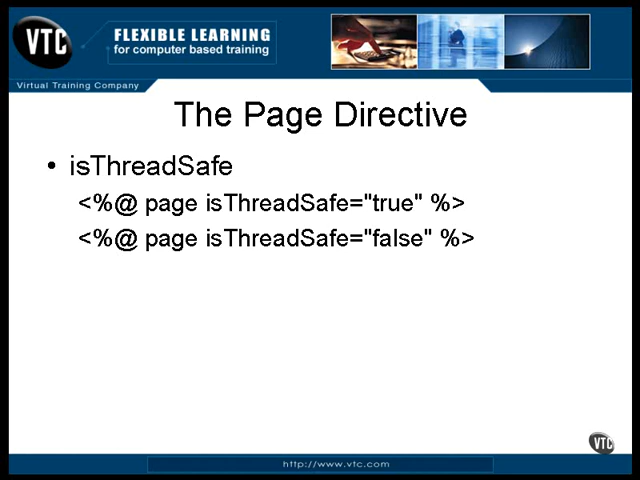 VTC
FLEXIBLE LEARNING
for computer based training
Virtual Training Company
The Page Directive
• isThreadSafe
<%@ page isThreadSafe="true" %>
<%@ page isThreadSafe="false" %>
VTC
http://www.vtc.com